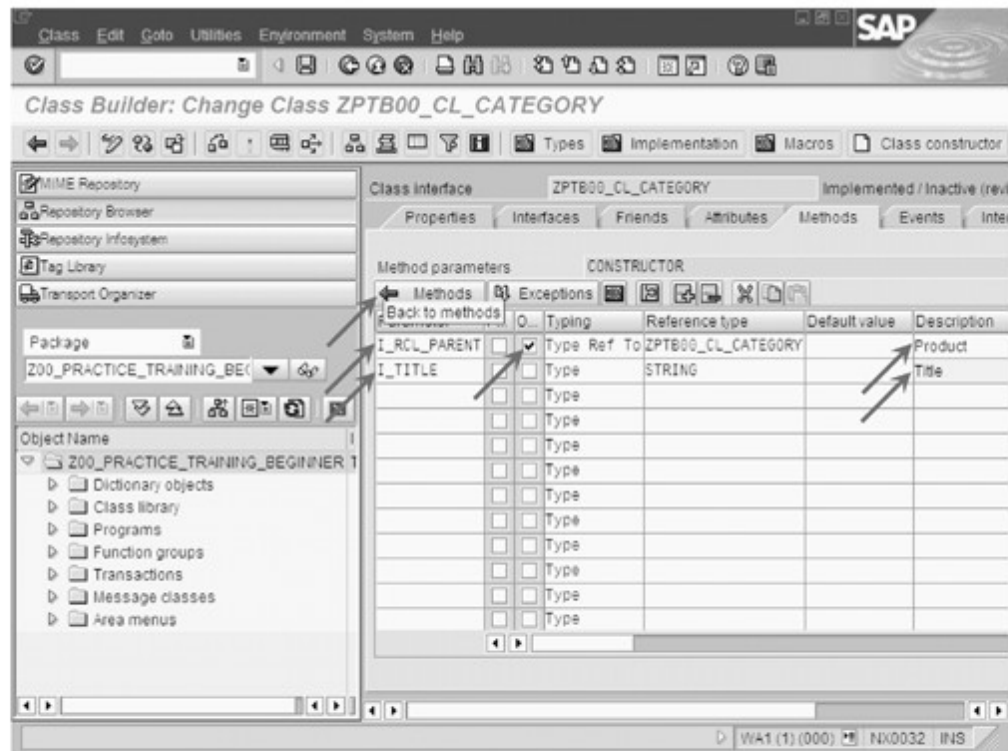 Class Edit Goto Utilities Environment System Help
SAP
Class Builder: Change Class ZPTB00_CL_CATEGORY
Types Implementation Macros Class constructor
MIME Repository
Repository Browser
Repository Infosystem
Tag Library
Transport Organizer
Package
Z00_PRACTICE_TRAINING_BE(
Object Name
Z00_PRACTICE_TRAINING_BEGINNER T
Dictionary objects
Class library
Programs
Function groups
Transactions
Message classes
Area menus
Class interface ZPTB00_CL_CATEGORY Implemented / Inactive (revi
Properties Interfaces Friends Attributes Methods Events Inte
Method parameters CONSTRUCTOR
Methods Exceptions
Back to methods
Parameter P... O... Typing Reference type Default value Description
I_RCL_PARENT Type Ref To ZPTB00_CL_CATEGORY Product
I_TITLE Type STRING Title
Type
Type
Type
Type
Type
Type
Type
Type
Type
Type
WA1 (1) (000) NX0032 INS